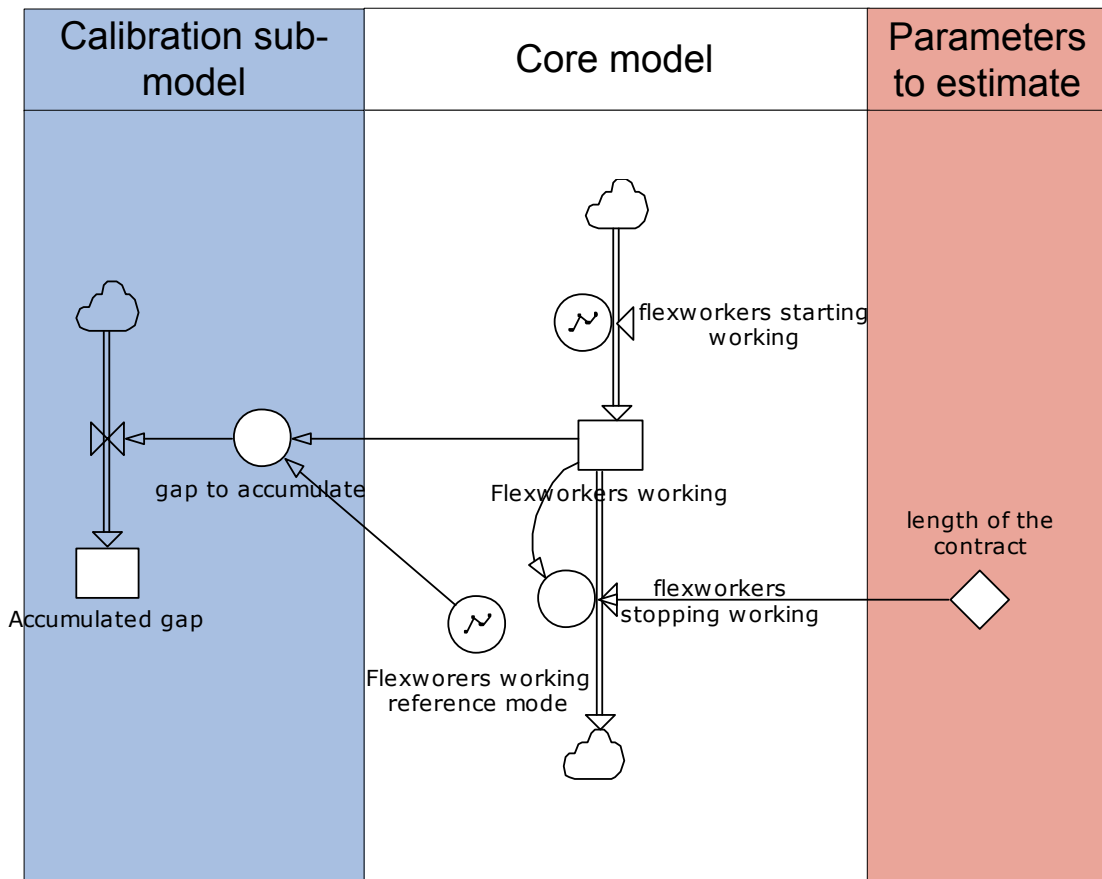 Calibration sub-
model
Core model
Parameters
to estimate
flexworkers starting
working
gap to accumulate
Flexworkers working
length of the
contract
Accumulated gap
flexworkers
stopping working
Flexworers working
reference mode